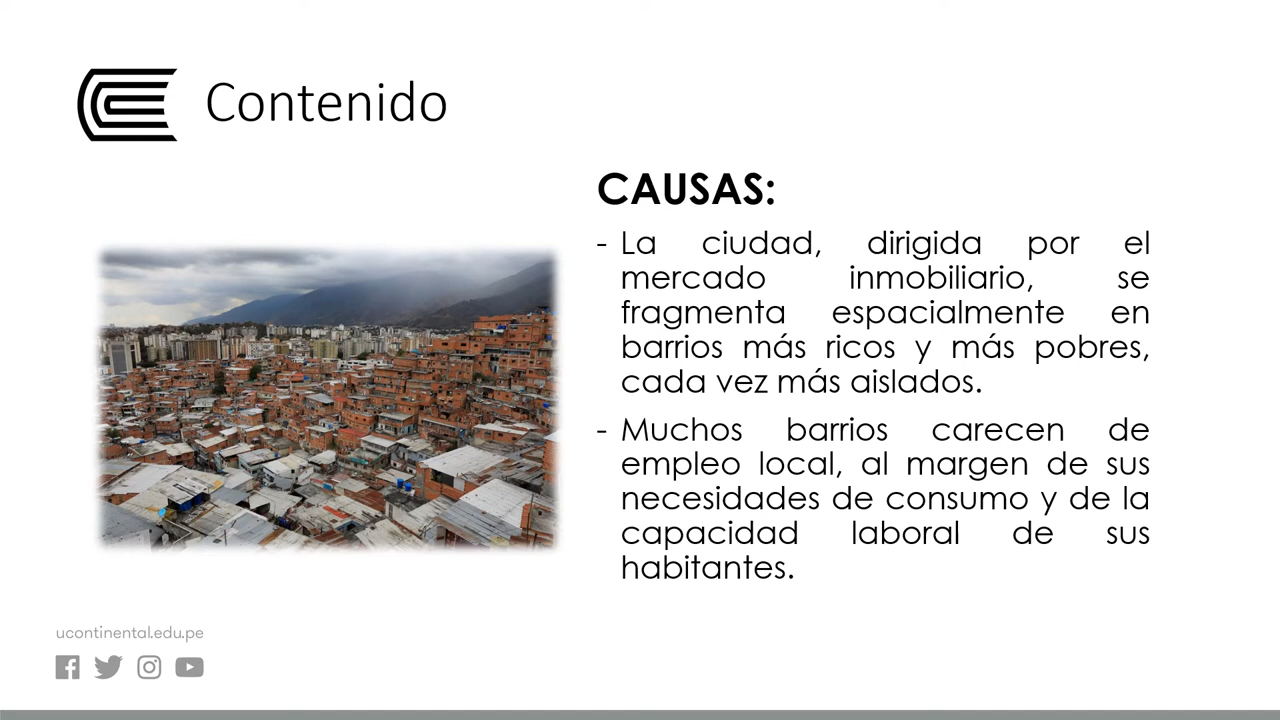 Contenido
CAUSAS:
- La ciudad, dirigida por el
mercado inmobiliario, se
fragmenta espacialmente en
barrios más ricos y más pobres,
cada vez más aislados.
- Muchos barrios carecen de
empleo local, al margen de sus
necesidades de consumo y de la
capacidad laboral de sus
habitantes.
ucontinental.edu.pe